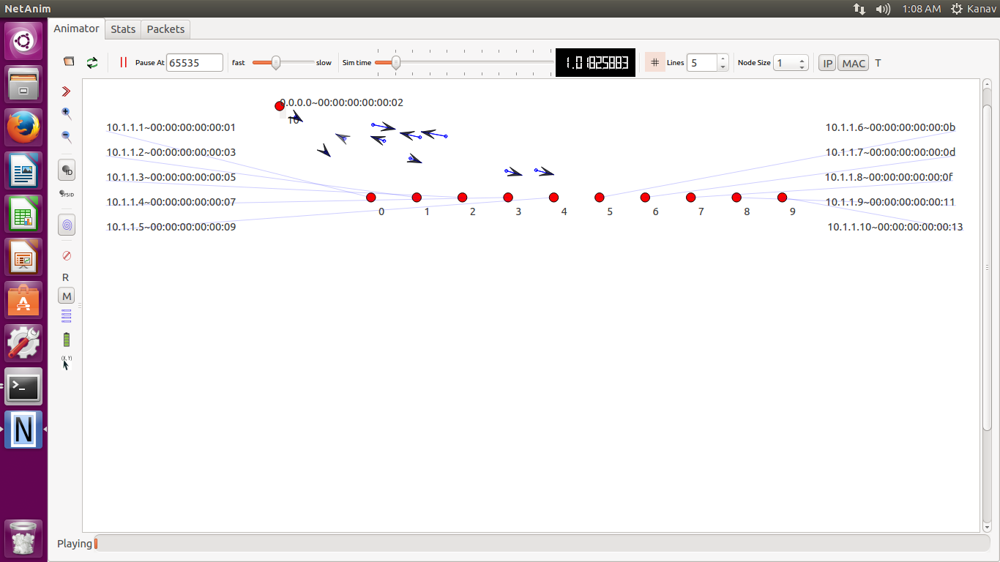 NetAnim 1:08 AM Kanav
Animator Stats Packets
Pause At 65535 fast slow Sim time 1.01825883 Lines 5 Node Size 1 IP MAC T
0.0.0.0~00:00:00:00:00:02
10
10.1.1.1~00:00:00:00:00:01 10.1.1.6~00:00:00:00:00:0b
10.1.1.2~00:00:00:00:00:03 10.1.1.7~00:00:00:00:00:0d
ID
10.1.1.3~00:00:00:00:00:05 10.1.1.8~00:00:00:00:00:0f
SYSID
10.1.1.4~00:00:00:00:00:07 10.1.1.9~00:00:00:00:00:11
0 1 2 3 4 5 6 7 8 9
10.1.1.5~00:00:00:00:00:09 10.1.1.10~00:00:00:00:00:13
R
M
(X, Y)
Playing